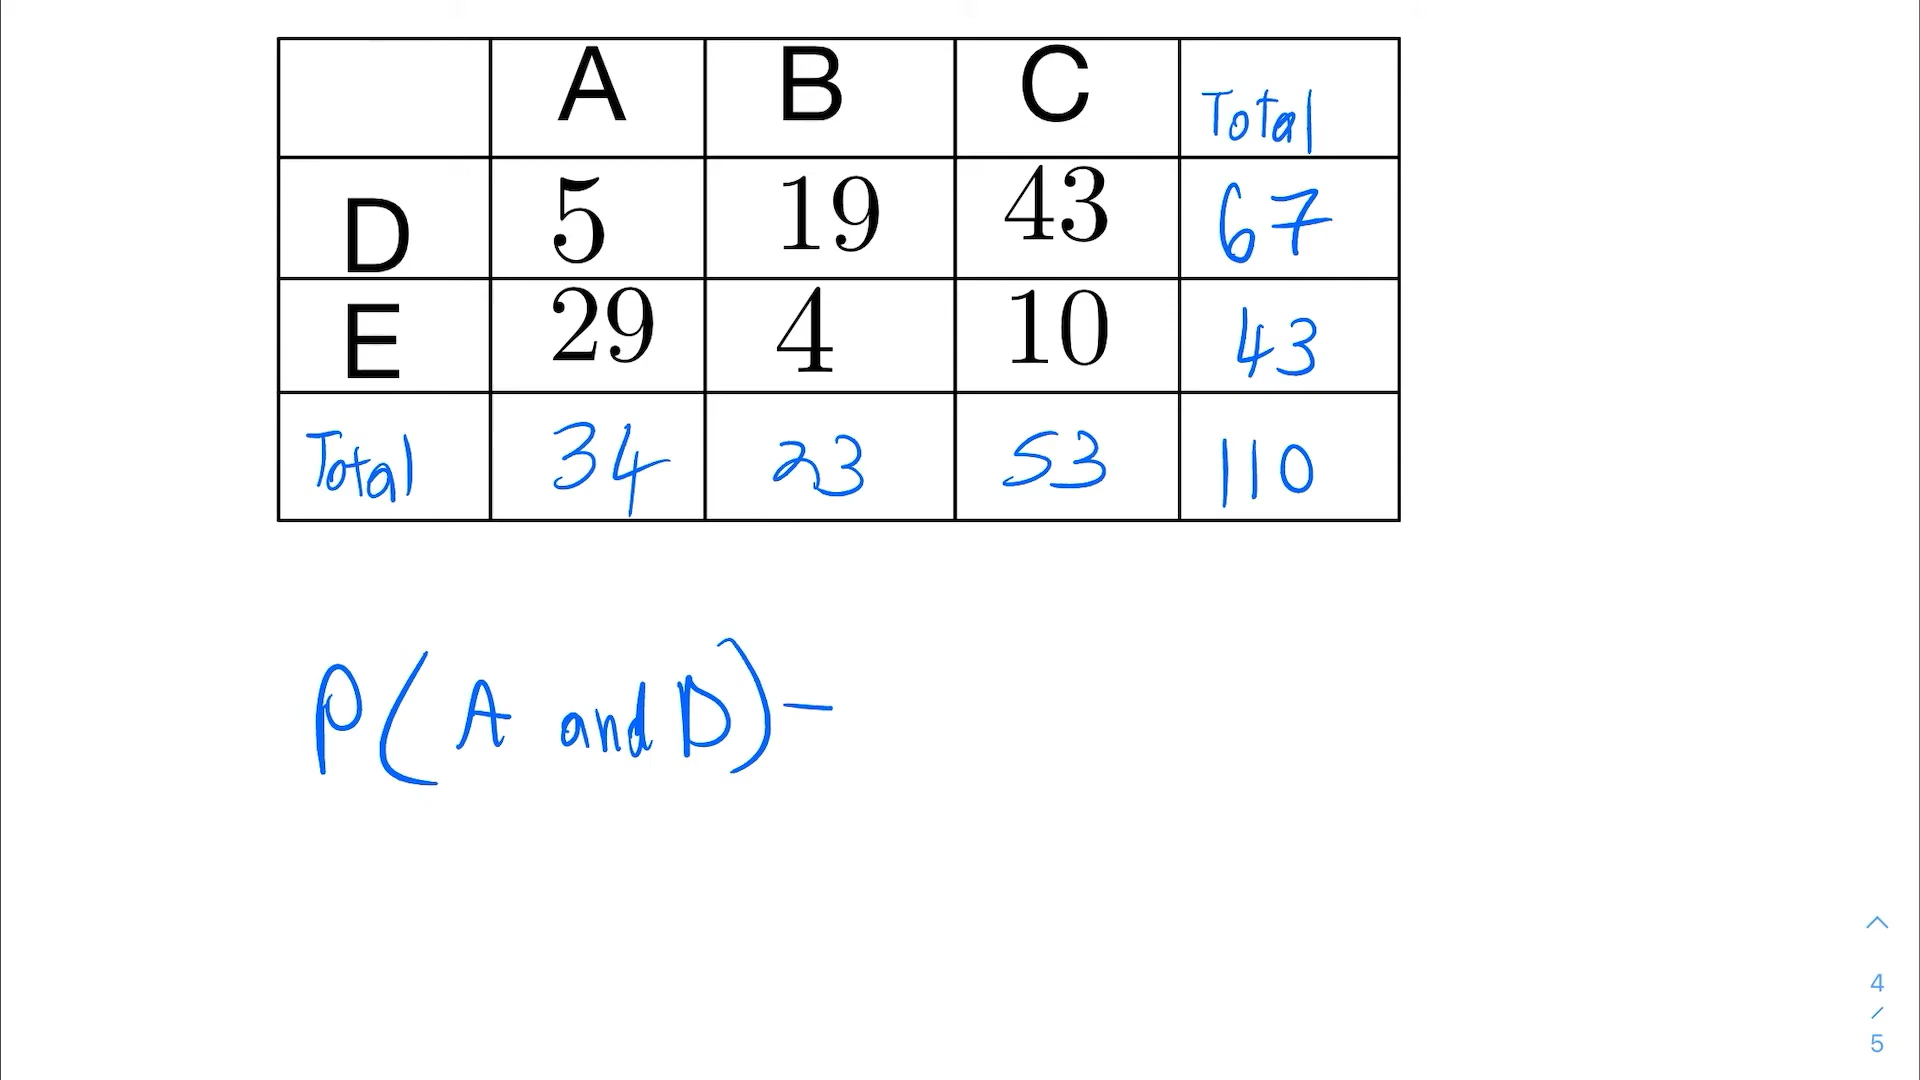 A B C Total
D 5 19 43 67
E 29 4 10 43
Total 34 23 53 110
P(A and D) –
4
/
5